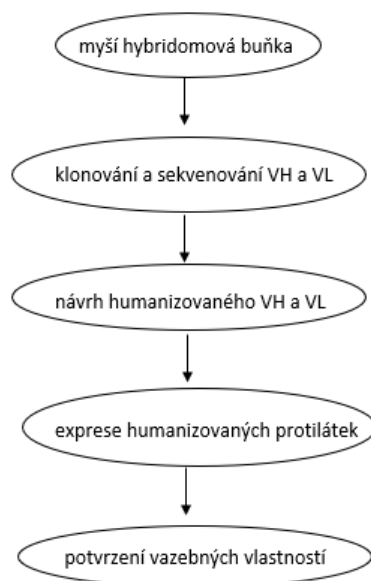 myší hybridomová buňka
klonování a sekvenování VH a VL
návrh humanizovaného VH a VL
exprese humanizovaných protilátek
potvrzení vazebných vlastností